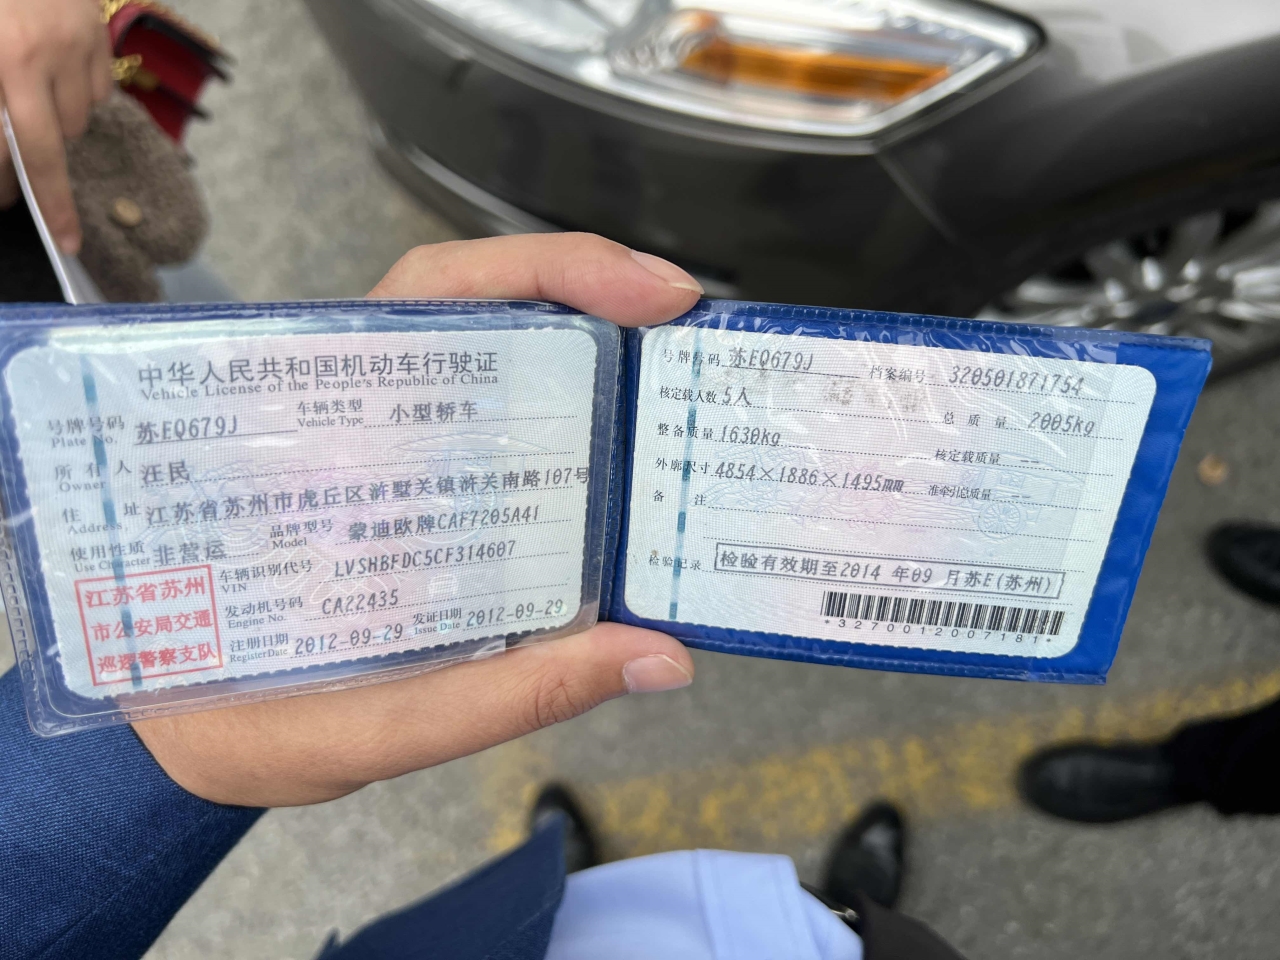 中华人民共和国机动车行驶证
Vehicle License of the People's Republic of China
号牌号码 苏EQ679J 车辆类型 小型轿车
Plate No. Vehicle Type
所有人 汪民
Owner
住址 江苏省苏州市虎丘区浒墅关镇浒关南路107号
Address
使用性质 非营运 品牌型号 蒙迪欧牌CAF7205A41
Use Character Model
车辆识别代号 LVSHBFDC5CF314607
VIN
发动机号码 CA22435
Engine No.
注册日期 2012-09-29 发证日期 2012-09-29
Register Date Issue Date
江苏省苏州
市公安局交通
巡逻警察支队
号牌号码 苏EQ679J 档案编号 320501871754
核定载人数 5人 总质量 2005kg
整备质量 1630kg 核定载质量 --
外廓尺寸 4854×1886×1495mm 准牵引总质量 --
备注
检验记录 检验有效期至2014 年09 月苏E(苏州)
*3270012007181*